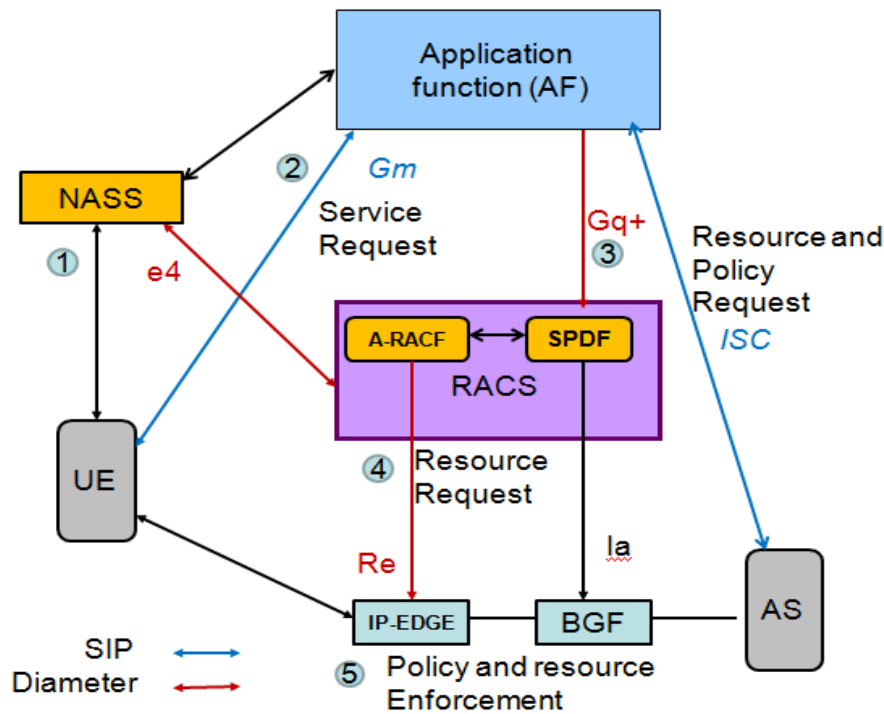 Application
function (AF)
2
Gm
NASS
Service
Request
Gq+
3
Resource and
Policy
Request
ISC
1
e4
A-RACF
SPDF
RACS
UE
4
Resource
Request
Re
Ia
IP-EDGE
BGF
AS
SIP
Diameter
5
Policy and resource
Enforcement